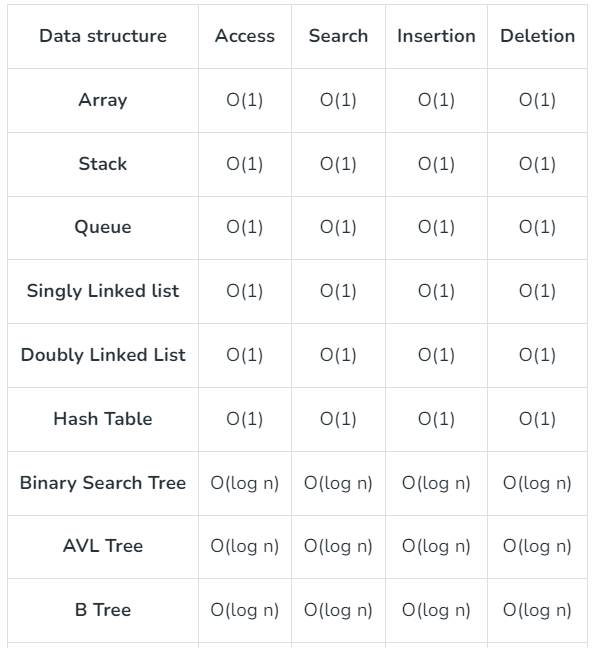 Data structure Access Search Insertion Deletion
Array O(1) O(1) O(1) O(1)
Stack O(1) O(1) O(1) O(1)
Queue O(1) O(1) O(1) O(1)
Singly Linked list O(1) O(1) O(1) O(1)
Doubly Linked List O(1) O(1) O(1) O(1)
Hash Table O(1) O(1) O(1) O(1)
Binary Search Tree O(log n) O(log n) O(log n) O(log n)
AVL Tree O(log n) O(log n) O(log n) O(log n)
B Tree O(log n) O(log n) O(log n) O(log n)